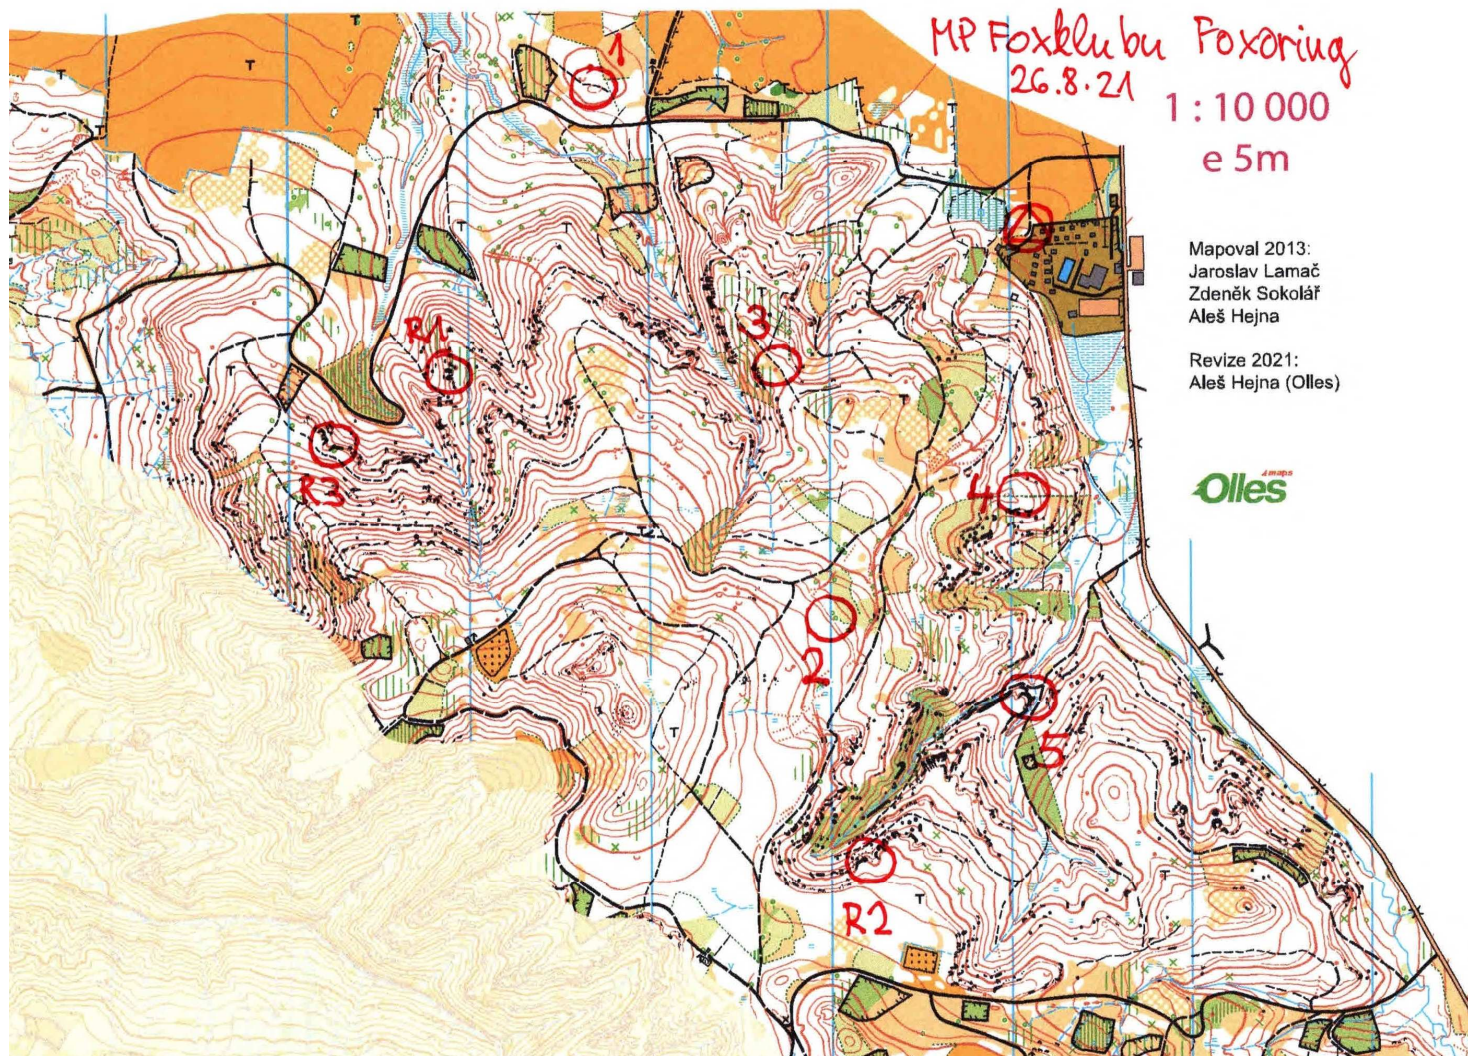 MP Foxklubu Foxoring
26.8.21
1 : 10 000
e 5m
Mapoval 2013:
Jaroslav Lamač
Zdeněk Sokolář
Aleš Hejna
Revize 2021:
Aleš Hejna (Olles)
maps
Olles
1
R1
3
R3
4
2
5
R2